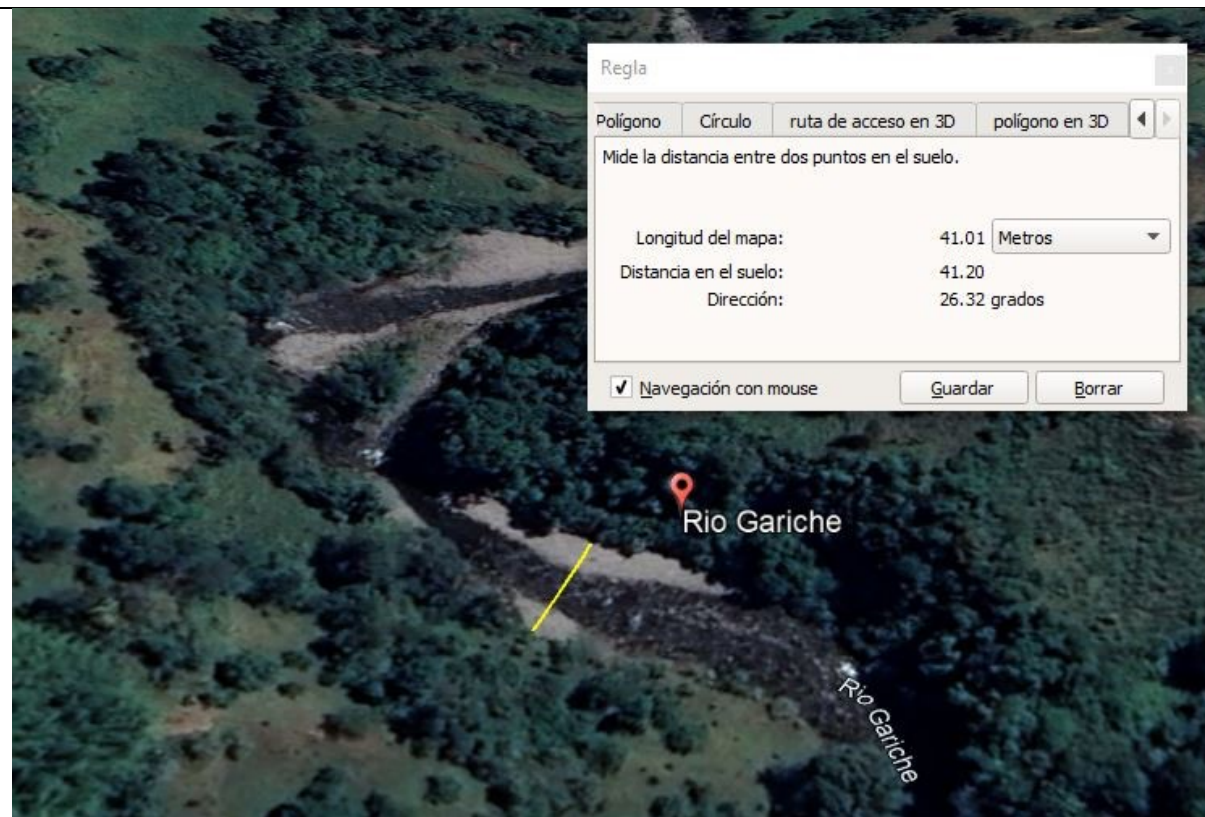 Regla
Polígono Círculo ruta de acceso en 3D polígono en 3D
Mide la distancia entre dos puntos en el suelo.
Longitud del mapa: 41.01 Metros
Distancia en el suelo: 41.20
Dirección: 26.32 grados
Navegación con mouse Guardar Borrar
Rio Gariche
Rio Gariche